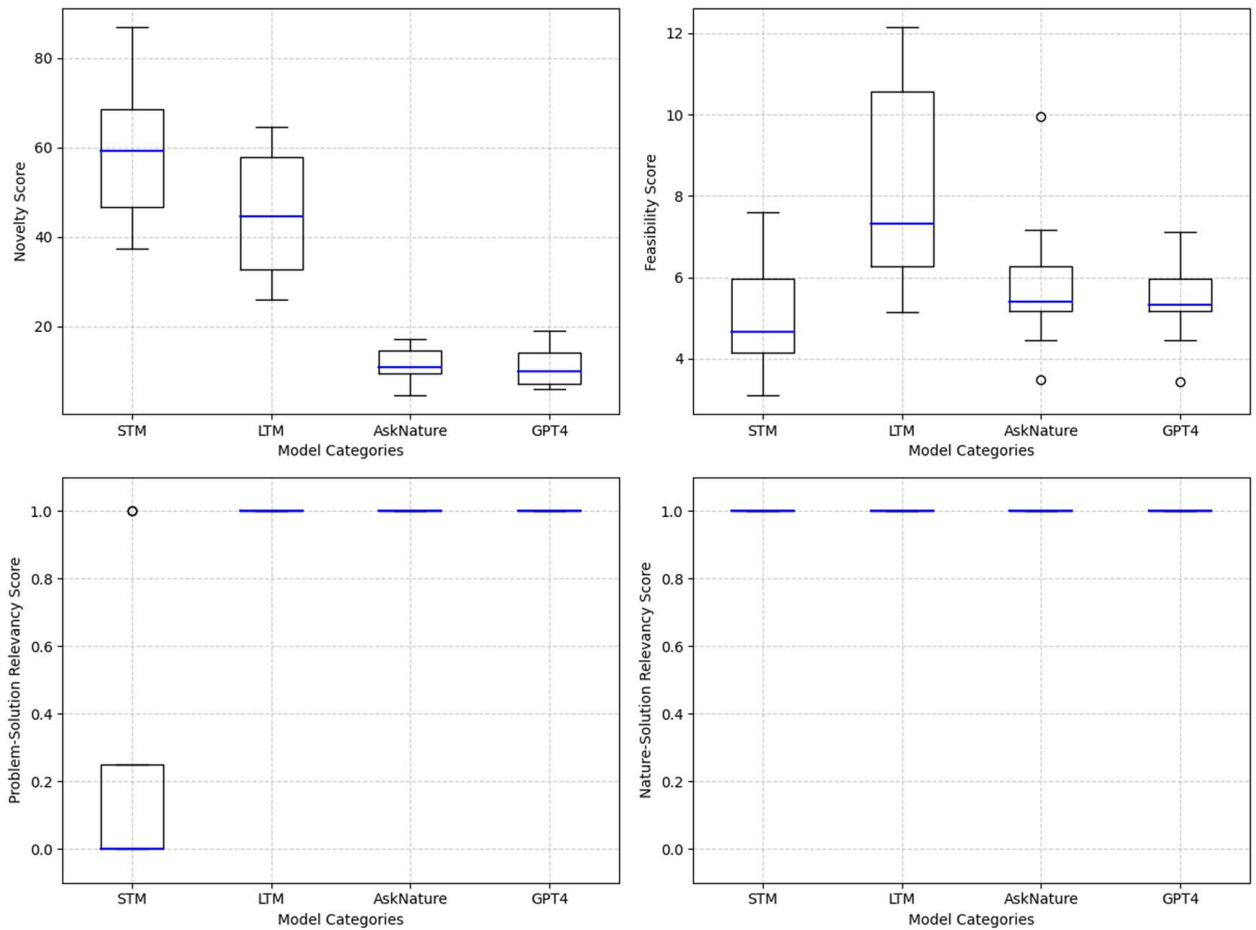 80
60
40
20
Novelty Score
STM
LTM
AskNature
GPT4
Model Categories
12
10
8
6
4
Feasibility Score
STM
LTM
AskNature
GPT4
Model Categories
1.0
0.8
0.6
0.4
0.2
0.0
Problem-Solution Relevancy Score
STM
LTM
AskNature
GPT4
Model Categories
1.0
0.8
0.6
0.4
0.2
0.0
Nature-Solution Relevancy Score
STM
LTM
AskNature
GPT4
Model Categories